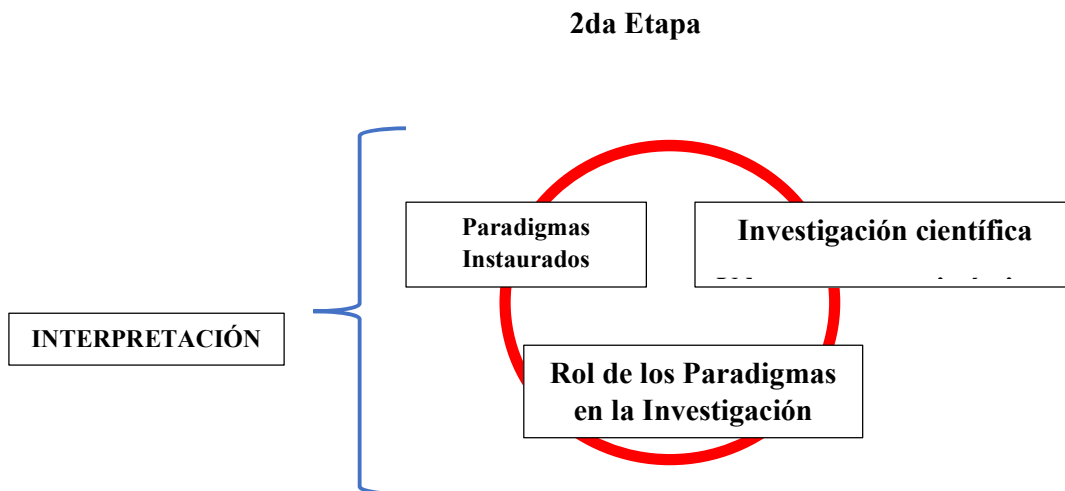 2da Etapa
Paradigmas
Instaurados
Investigación científica
INTERPRETACIÓN
Rol de los Paradigmas
en la Investigación